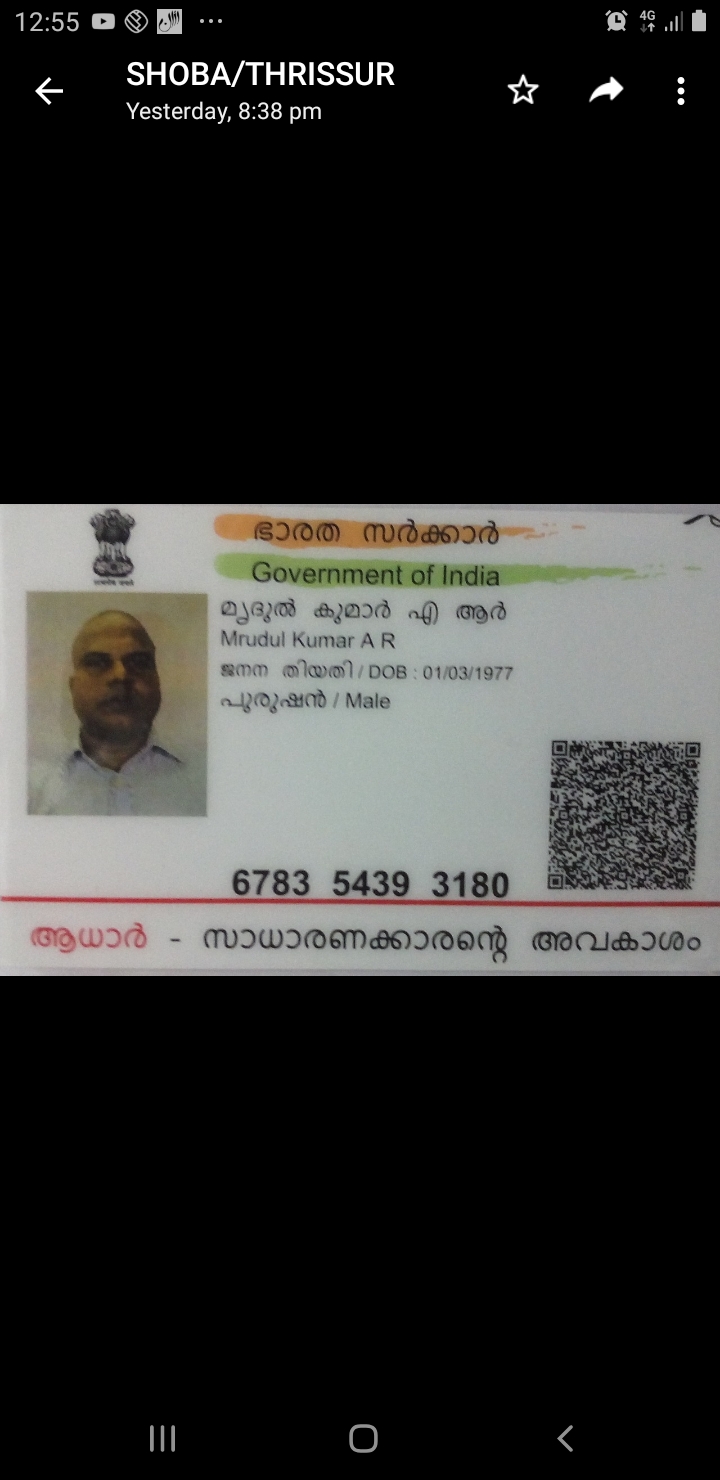 12:55
4G
SHOBA/THRISSUR
Yesterday, 8:38 pm
ഭാരത സർക്കാർ
Government of India
മൃദുൽ കുമാർ എ ആർ
Mrudul Kumar A R
ജനന തിയതി / DOB : 01/03/1977
പുരുഷൻ / Male
6783 5439 3180
ആധാർ - സാധാരണക്കാരന്റെ അവകാശം